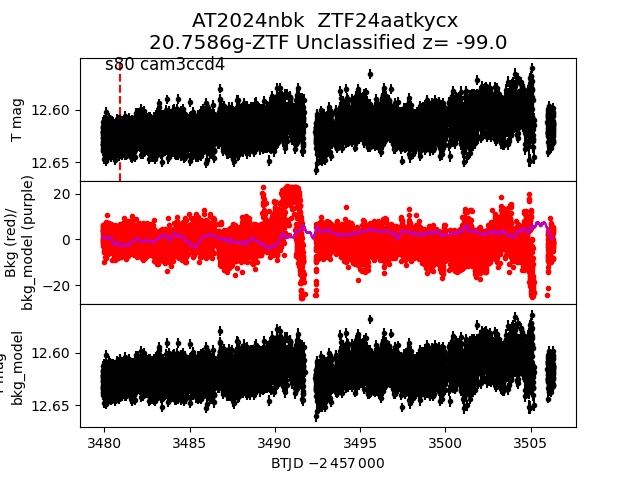 AT2024nbk  ZTF24aatkycx
20.7586g-ZTF Unclassified z= -99.0
s80 cam3ccd4
T mag
12.60
12.65
Bkg (red)/
bkg_model (purple)
20
0
−20
bkg_model
12.60
12.65
3480
3485
3490
3495
3500
3505
BTJD −2 457 000